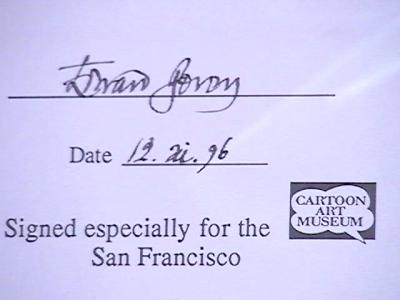 Edward Gorey
Date 12. xi. 96
Signed especially for the
San Francisco
CARTOON
ART
MUSEUM